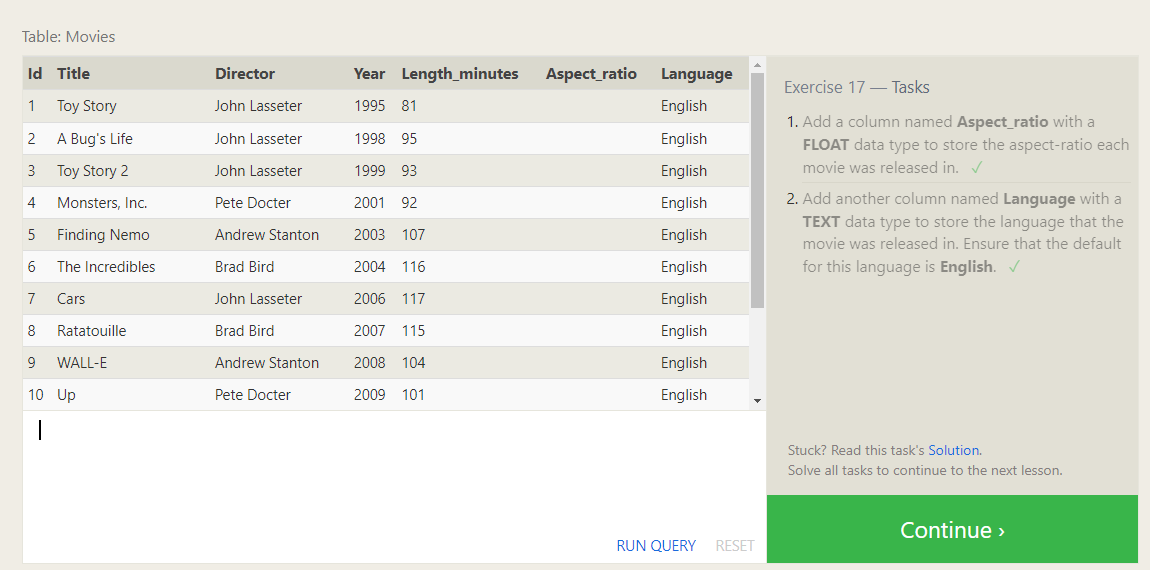 Table: Movies
Id Title Director Year Length_minutes Aspect_ratio Language
1 Toy Story John Lasseter 1995 81 English
2 A Bug's Life John Lasseter 1998 95 English
3 Toy Story 2 John Lasseter 1999 93 English
4 Monsters, Inc. Pete Docter 2001 92 English
5 Finding Nemo Andrew Stanton 2003 107 English
6 The Incredibles Brad Bird 2004 116 English
7 Cars John Lasseter 2006 117 English
8 Ratatouille Brad Bird 2007 115 English
9 WALL-E Andrew Stanton 2008 104 English
10 Up Pete Docter 2009 101 English
RUN QUERY RESET
Exercise 17 — Tasks
1. Add a column named Aspect_ratio with a
FLOAT data type to store the aspect-ratio each
movie was released in. ✓
2. Add another column named Language with a
TEXT data type to store the language that the
movie was released in. Ensure that the default
for this language is English. ✓
Stuck? Read this task's Solution.
Solve all tasks to continue to the next lesson.
Continue ›